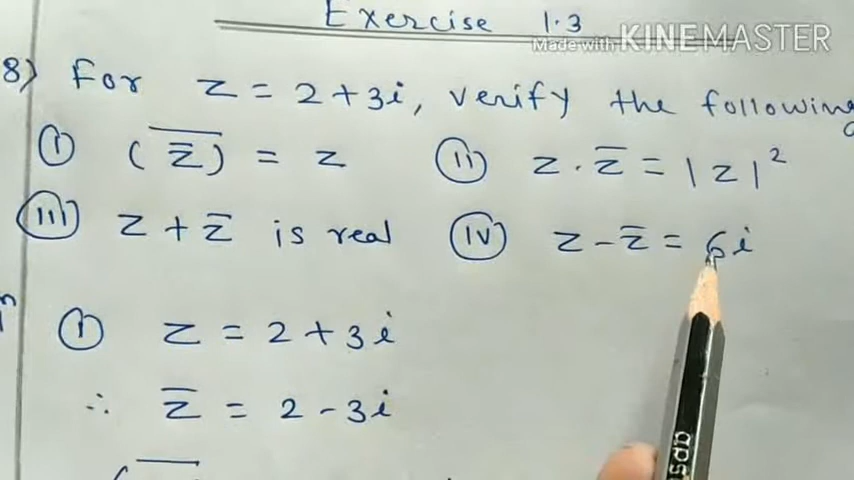 Exercise 1.3
Made with KINEMASTER
8) For z = 2 + 3i, verify the following
(i) (z̅)̅ = z (ii) z . z̅ = |z|²
(iii) z + z̅ is real (iv) z - z̅ = 6i
(i) z = 2 + 3i
∴ z̅ = 2 - 3i
apsa